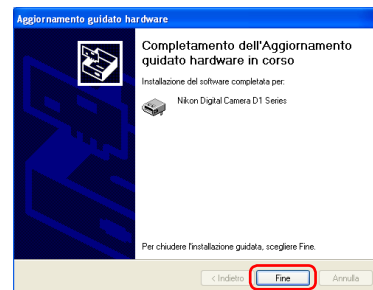 Aggiornamento guidato hardware
Completamento dell'Aggiornamento
guidato hardware in corso
Installazione del software completata per:
Nikon Digital Camera D1 Series
Per chiudere l'installazione guidata, scegliere Fine.
< Indietro
Fine
Annulla